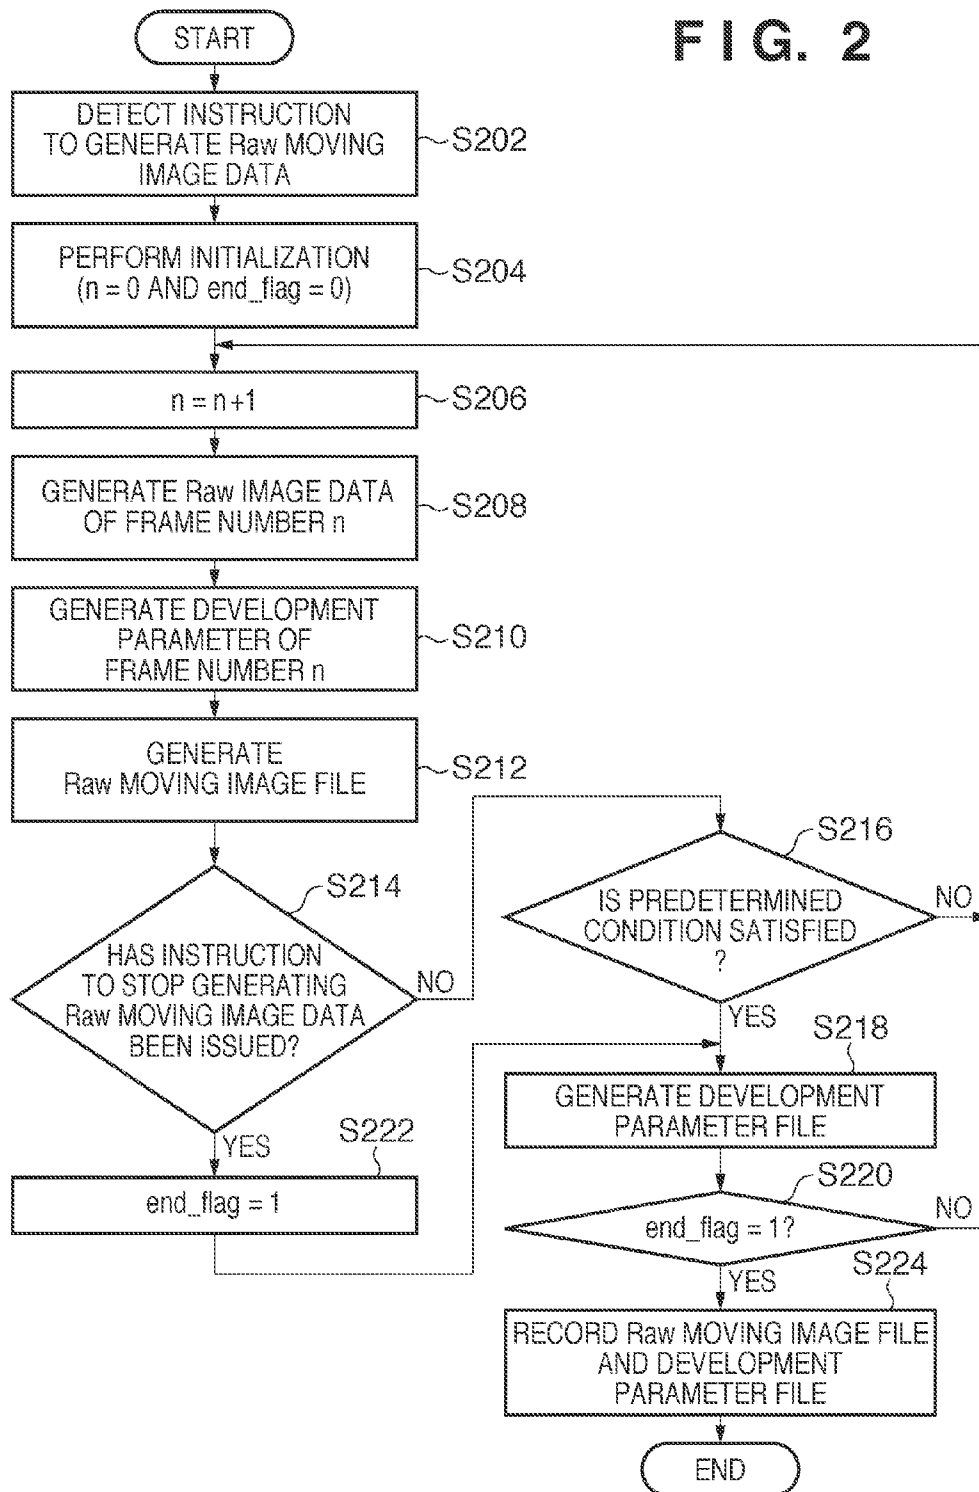 FIG. 2
START
DETECT INSTRUCTION
TO GENERATE Raw MOVING
IMAGE DATA
S202
PERFORM INITIALIZATION
(n = 0 AND end_flag = 0)
S204
n = n+1
S206
GENERATE Raw IMAGE DATA
OF FRAME NUMBER n
S208
GENERATE DEVELOPMENT
PARAMETER OF
FRAME NUMBER n
S210
GENERATE
Raw MOVING IMAGE FILE
S212
S214
HAS INSTRUCTION
TO STOP GENERATING
Raw MOVING IMAGE DATA
BEEN ISSUED?
NO
YES
S222
end_flag = 1
S216
IS PREDETERMINED
CONDITION SATISFIED
?
NO
YES
S218
GENERATE DEVELOPMENT
PARAMETER FILE
S220
end_flag = 1?
NO
YES
S224
RECORD Raw MOVING IMAGE FILE
AND DEVELOPMENT
PARAMETER FILE
END